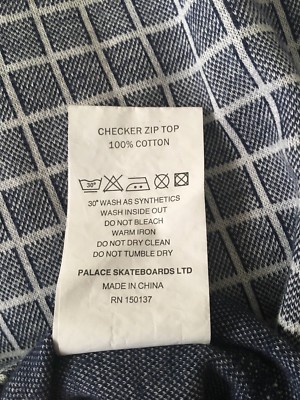 CHECKER ZIP TOP
100% COTTON
30°
30° WASH AS SYNTHETICS
WASH INSIDE OUT
DO NOT BLEACH
WARM IRON
DO NOT DRY CLEAN
DO NOT TUMBLE DRY
PALACE SKATEBOARDS LTD
MADE IN CHINA
RN 150137